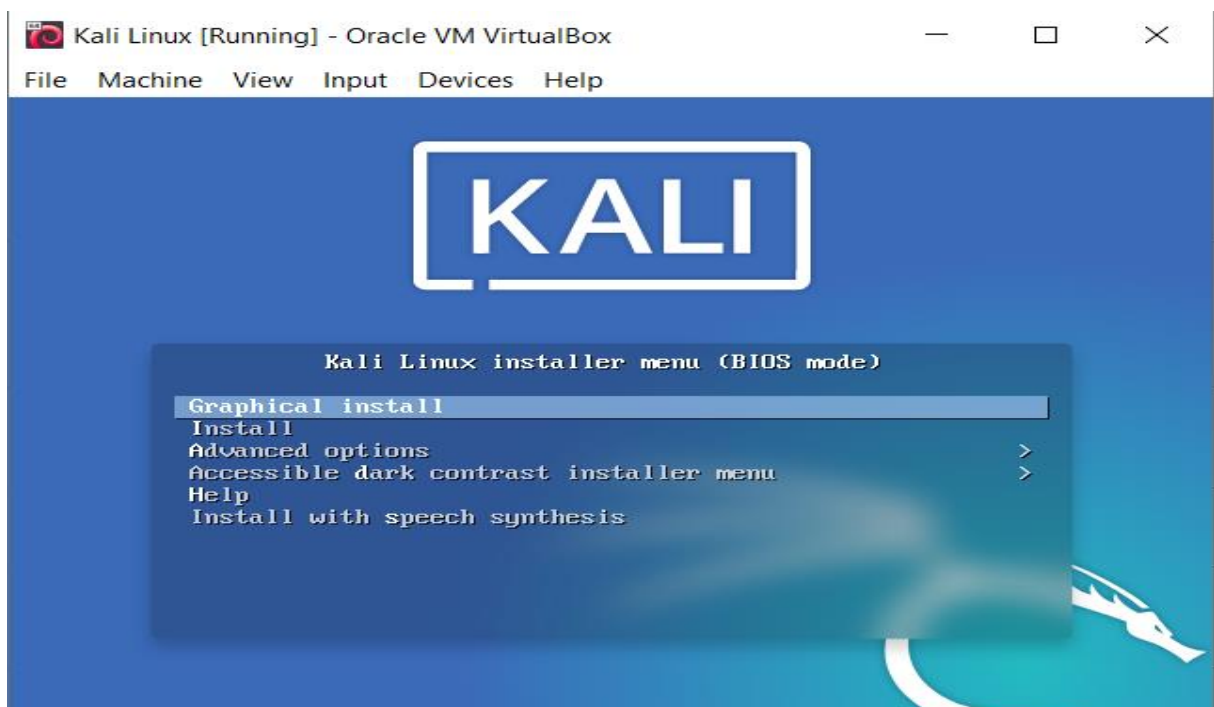 Kali Linux [Running] - Oracle VM VirtualBox
File Machine View Input Devices Help
KALI
Kali Linux installer menu (BIOS mode)
Graphical install
Install
Advanced options >
Accessible dark contrast installer menu >
Help
Install with speech synthesis